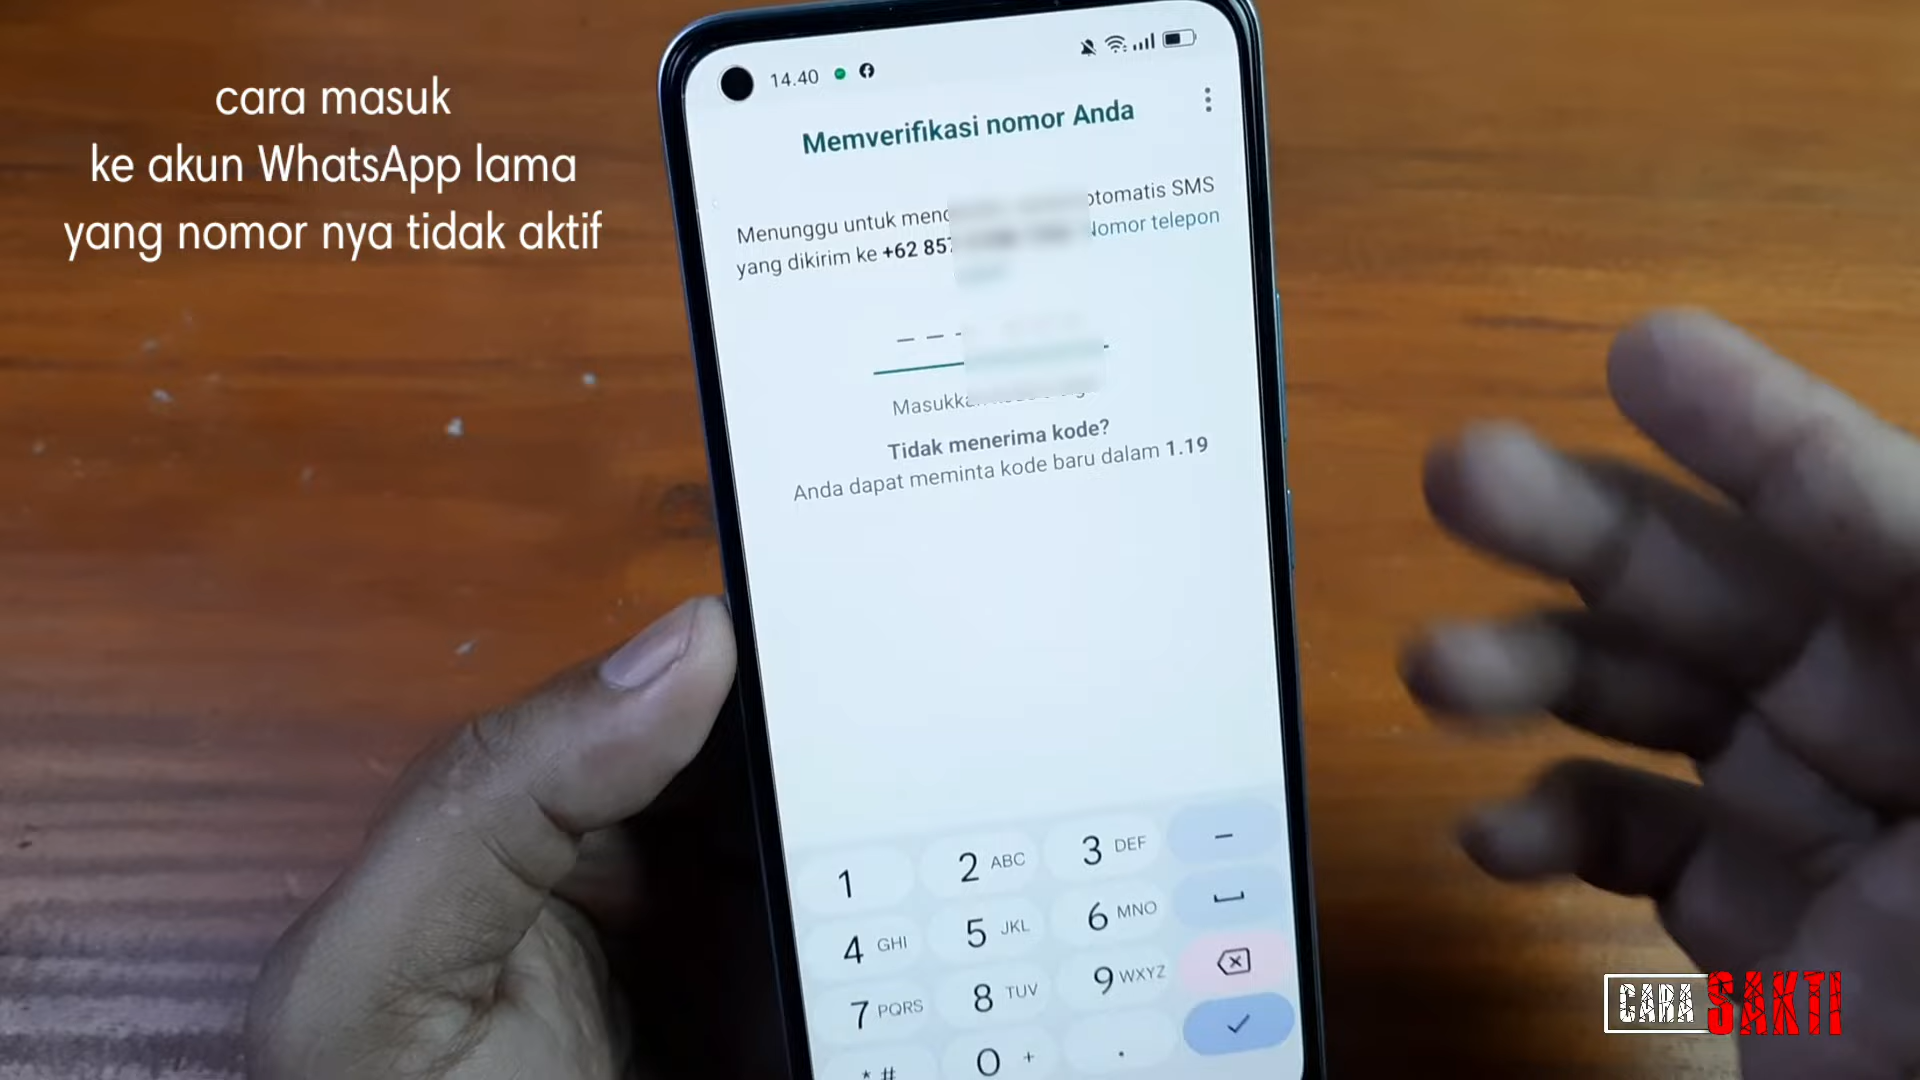 cara masuk
ke akun WhatsApp lama
yang nomor nya tidak aktif
14.40
Memverifikasi nomor Anda
Menunggu untuk otomatis SMS
yang dikirim ke +62 857 Nomor telepon
Tidak menerima kode?
Anda dapat meminta kode baru dalam 1.19
1 2 ABC 3 DEF –
4 GHI 5 JKL 6 MNO
7 PQRS 8 TUV 9 WXYZ
* # 0 + .
CARA SAKTI